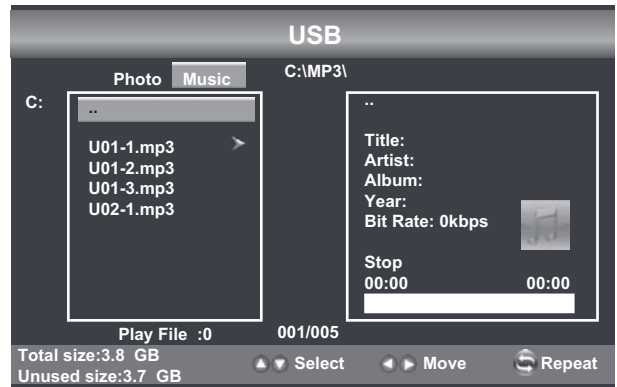 USB
Photo Music C:\MP3\
C:
..
U01-1.mp3
U01-2.mp3
U01-3.mp3
U02-1.mp3
..
Title:
Artist:
Album:
Year:
Bit Rate: 0kbps
Stop
00:00 00:00
Play File :0 001/005
Total size:3.8 GB
Unused size:3.7 GB
Select Move Repeat